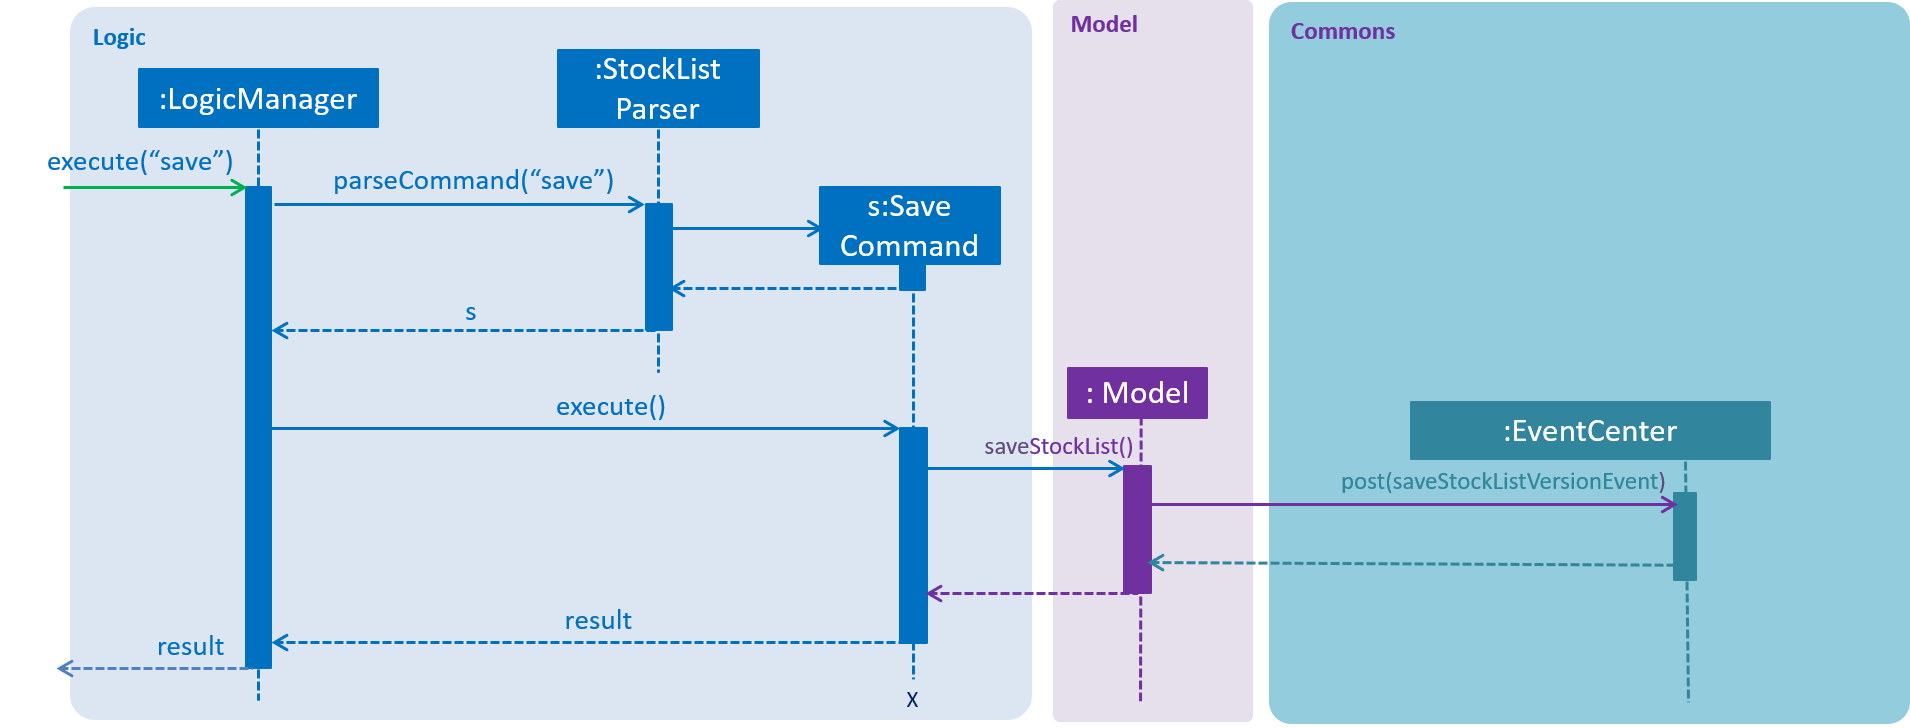 Logic
Model
Commons
:LogicManager
:StockList
Parser
execute(“save”)
parseCommand(“save”)
s:Save
Command
s
execute()
: Model
:EventCenter
saveStockList()
post(saveStockListVersionEvent)
result
result
X